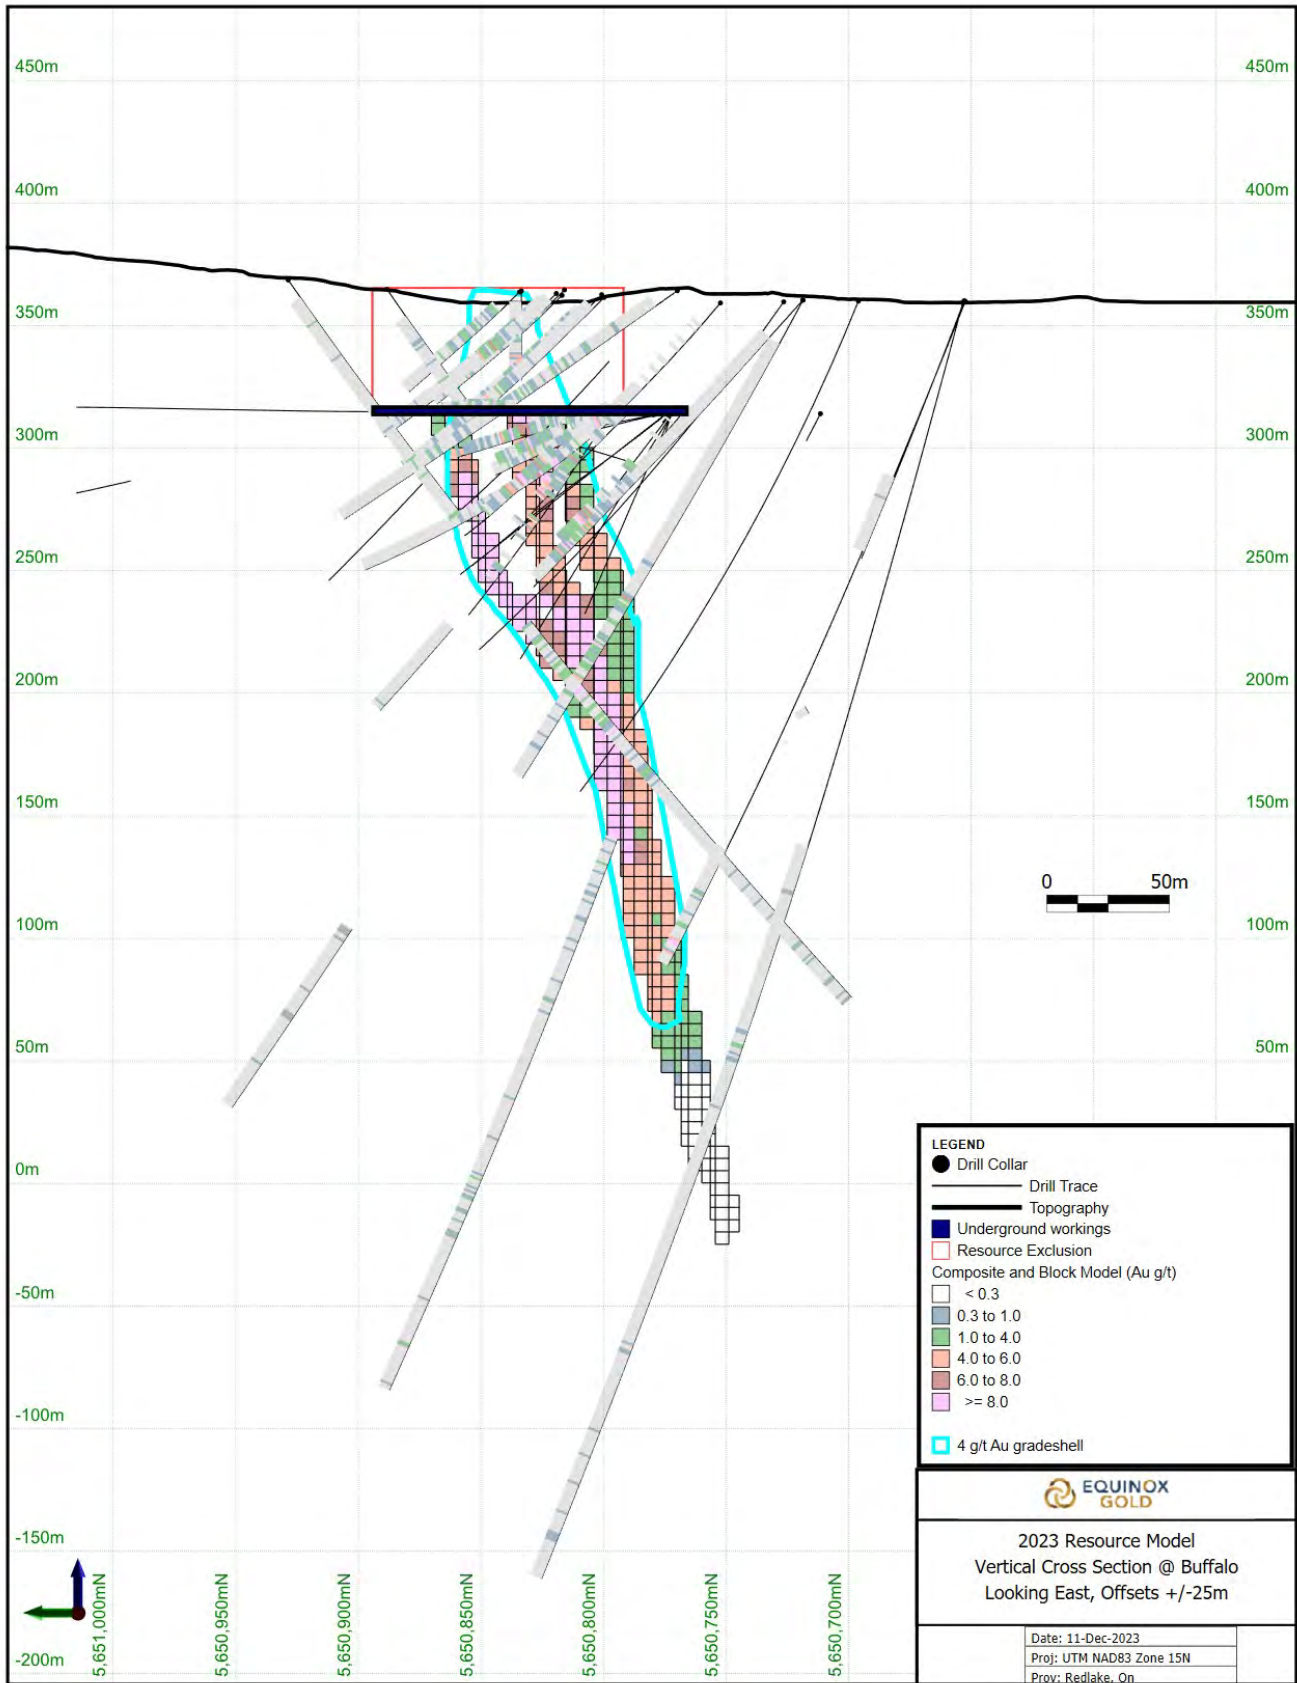 450m 450m
400m 400m
350m 350m
300m 300m
250m 250m
200m 200m
150m 150m
0 50m
100m 100m
50m 50m
0m
-50m
-100m
-150m
-200m
5,651,000mN
5,650,950mN
5,650,900mN
5,650,850mN
5,650,800mN
5,650,750mN
5,650,700mN
LEGEND
Drill Collar
Drill Trace
Topography
Underground workings
Resource Exclusion
Composite and Block Model (Au g/t)
< 0.3
0.3 to 1.0
1.0 to 4.0
4.0 to 6.0
6.0 to 8.0
>= 8.0
4 g/t Au gradeshell
EQUINOX
GOLD
2023 Resource Model
Vertical Cross Section @ Buffalo
Looking East, Offsets +/-25m
Date: 11-Dec-2023
Proj: UTM NAD83 Zone 15N
Prov: Redlake, On